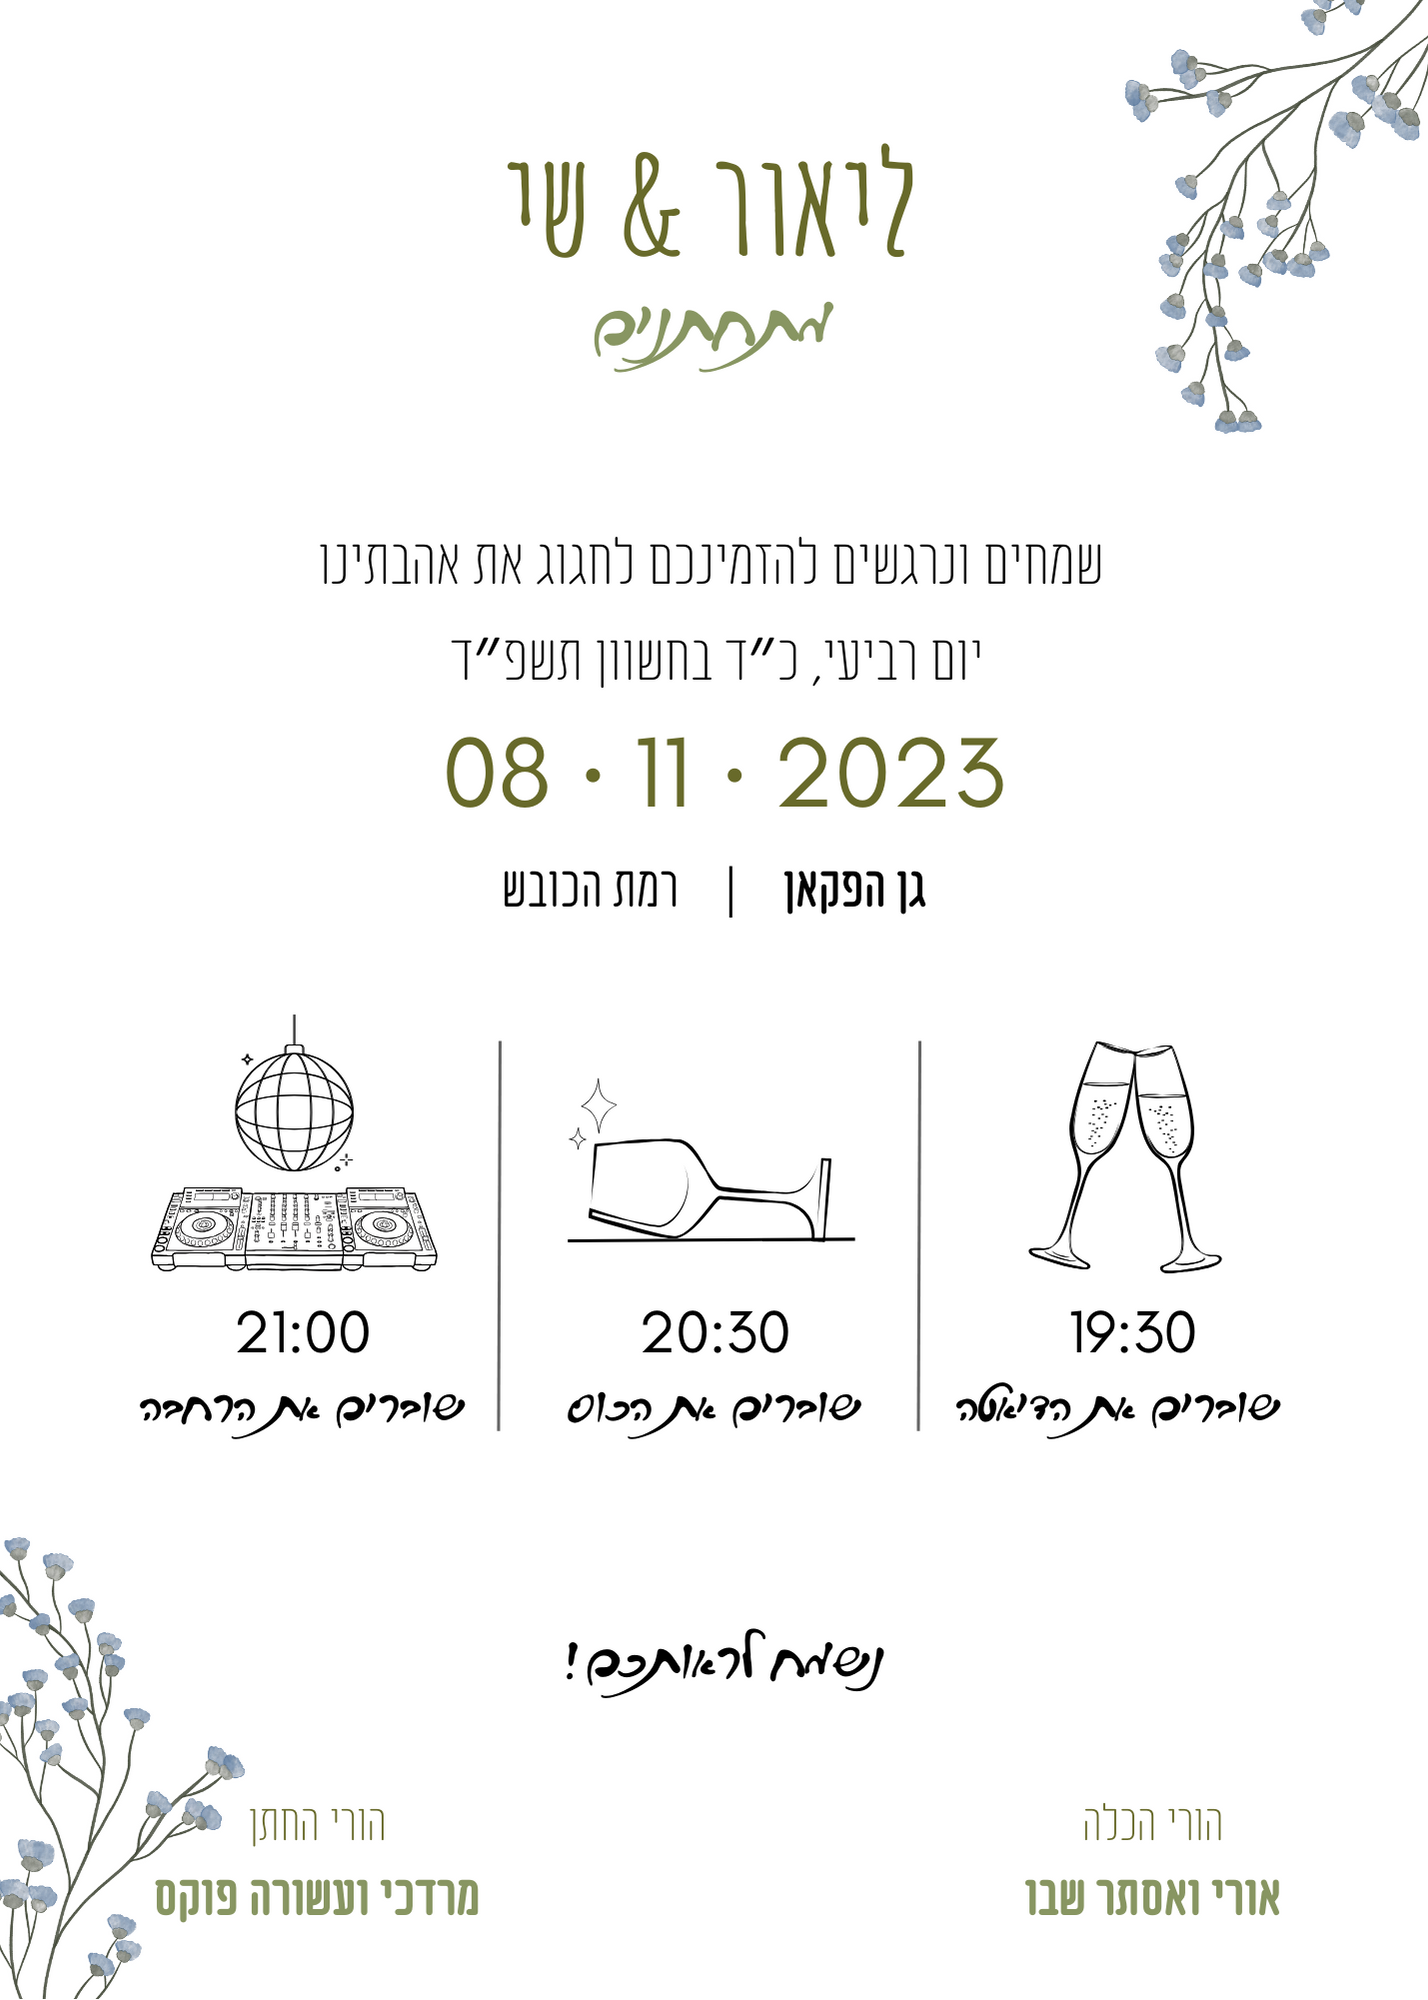 ליאור & שי
מתחתנים
שמחים ונרגשים להזמינכם לחגוג את אהבתינו
יום רביעי, כ״ד בחשוון תשפ״ד
08 · 11 · 2023
גן הפקאן | רמת הכובש
19:30
שוברים את הדיאטה
20:30
שוברים את הכוס
21:00
שוברים את הרחבה
נשמח לראותכם!
הורי הכלה
אורי ואסתר שבו
הורי החתן
מרדכי ועשורה פוקס